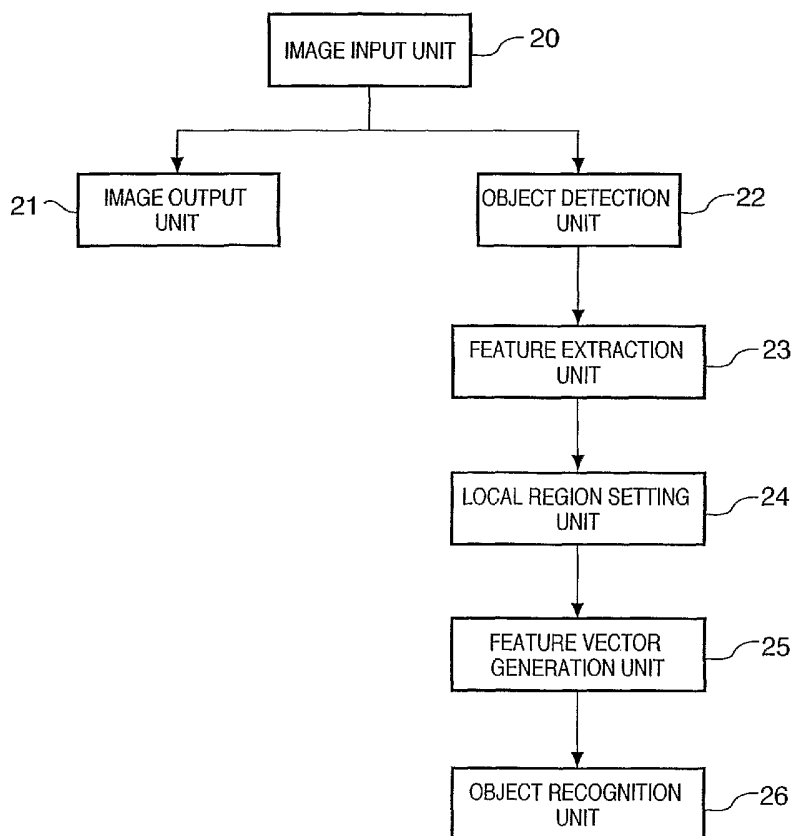 IMAGE INPUT UNIT
20
21
IMAGE OUTPUT
UNIT
OBJECT DETECTION
UNIT
22
FEATURE EXTRACTION
UNIT
23
LOCAL REGION SETTING
UNIT
24
FEATURE VECTOR
GENERATION UNIT
25
OBJECT RECOGNITION
UNIT
26